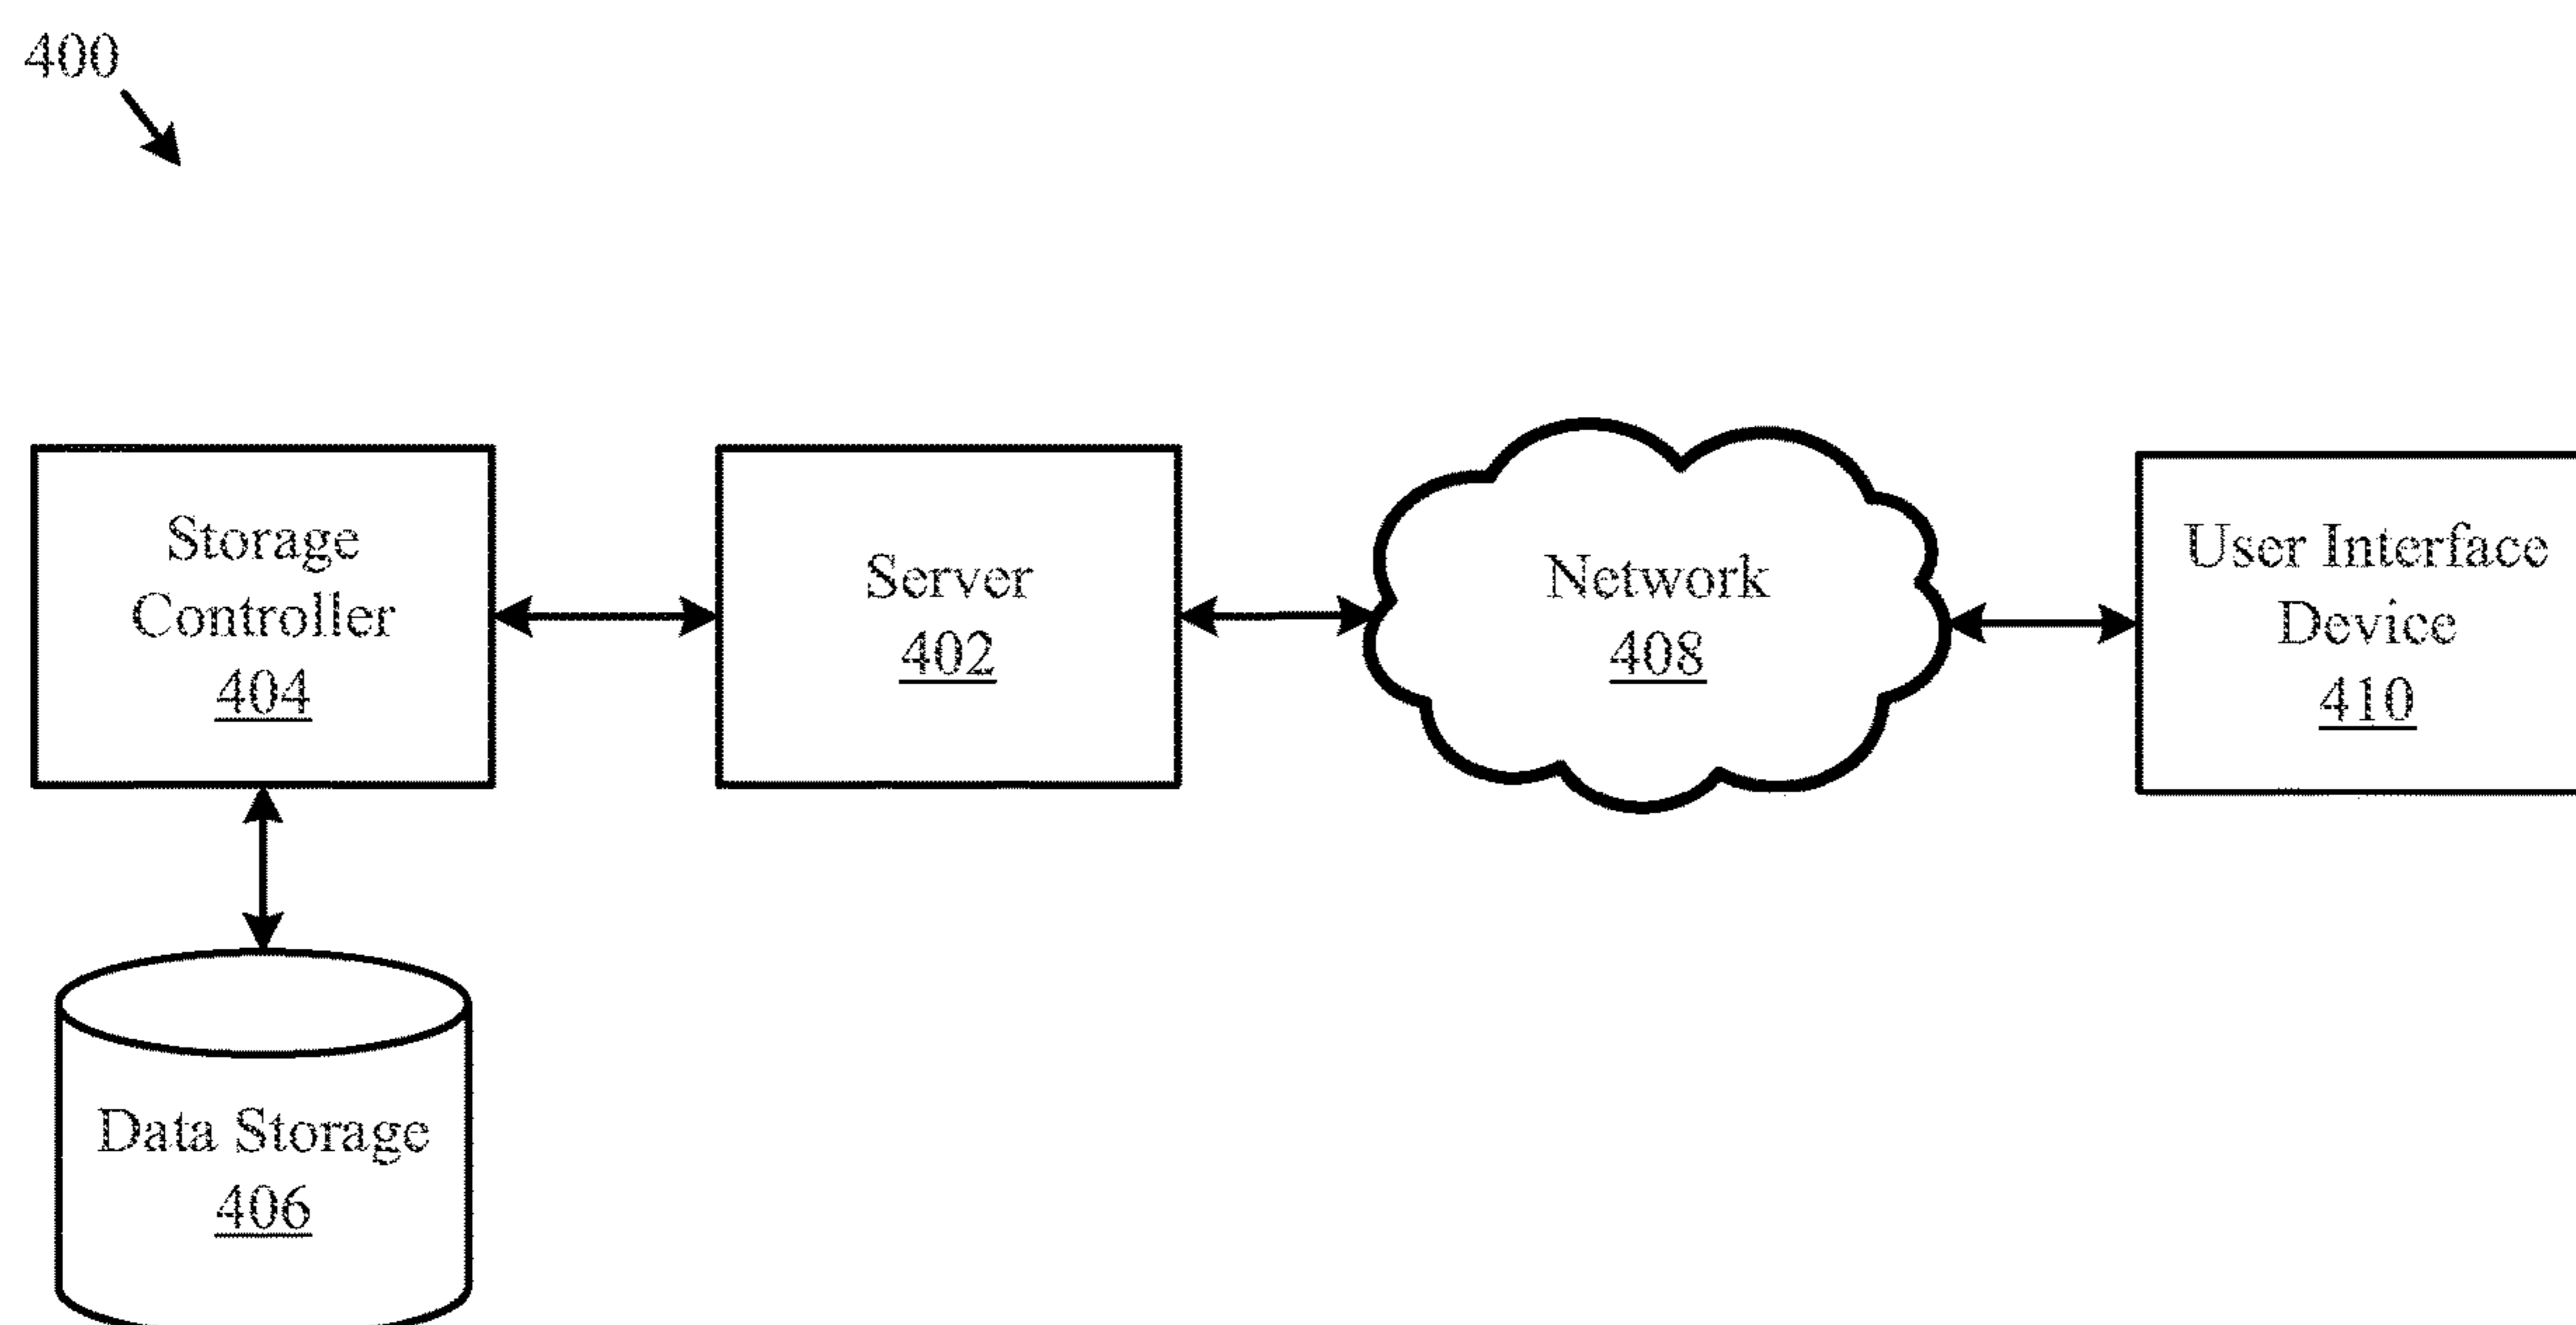 400
Storage
Controller
404
Server
402
Network
408
User Interface
Device
410
Data Storage
406